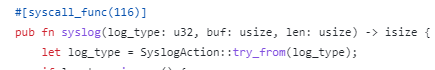 #[syscall_func(116)]
pub fn syslog(log_type: u32, buf: usize, len: usize) -> isize {
let log_type = SyslogAction::try_from(log_type);